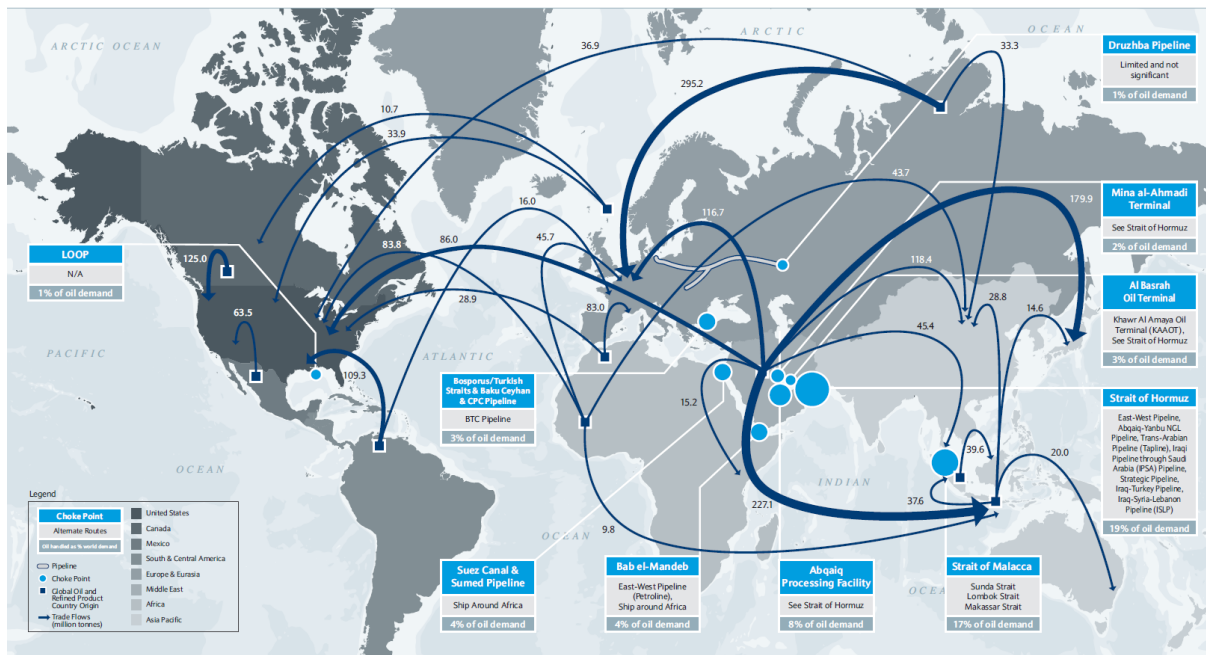 ARCTIC OCEAN
ARCTIC
OCEAN
36.9
33.3
295.2
10.7
33.9
Druzhba Pipeline
Limited and not
significant
1% of oil demand
43.7
179.9
Mina al-Ahmadi
Terminal
See Strait of Hormuz
2% of oil demand
16.0
116.7
LOOP
N/A
1% of oil demand
125.0
83.8
86.0
45.7
118.4
Al Basrah
Oil Terminal
Khawr Al Amaya Oil
Terminal (KAAOT),
See Strait of Hormuz
3% of oil demand
63.5
28.9
83.0
28.8
14.6
45.4
PACIFIC
ATLANTIC
109.3
Bosporus/Turkish
Straits & Baku Ceyhan
& CPC Pipeline
BTC Pipeline
3% of oil demand
15.2
Strait of Hormuz
East-West Pipeline,
Abqaiq-Yanbu NGL
Pipeline, Trans-Arabian
Pipeline (Tapline), Iraqi
Pipeline through Saudi
Arabia (IPSA) Pipeline,
Strategic Pipeline,
Iraq-Turkey Pipeline,
Iraq-Syria-Lebanon
Pipeline (ISLP)
19% of oil demand
39.6
20.0
OCEAN
INDIAN
37.6
227.1
9.8
OCEAN
OCEAN
Legend
Choke Point
Alternate Routes
Oil handled as % world demand
Pipeline
Choke Point
Global Oil and
Refined Product
Country Origin
Trade Flows
(million tonnes)
United States
Canada
Mexico
South & Central America
Europe & Eurasia
Middle East
Africa
Asia Pacific
Suez Canal &
Sumed Pipeline
Ship Around Africa
4% of oil demand
Bab el-Mandeb
East-West Pipeline
(Petroline),
Ship around Africa
4% of oil demand
Abqaiq
Processing Facility
See Strait of Hormuz
8% of oil demand
Strait of Malacca
Sunda Strait
Lombok Strait
Makassar Strait
17% of oil demand